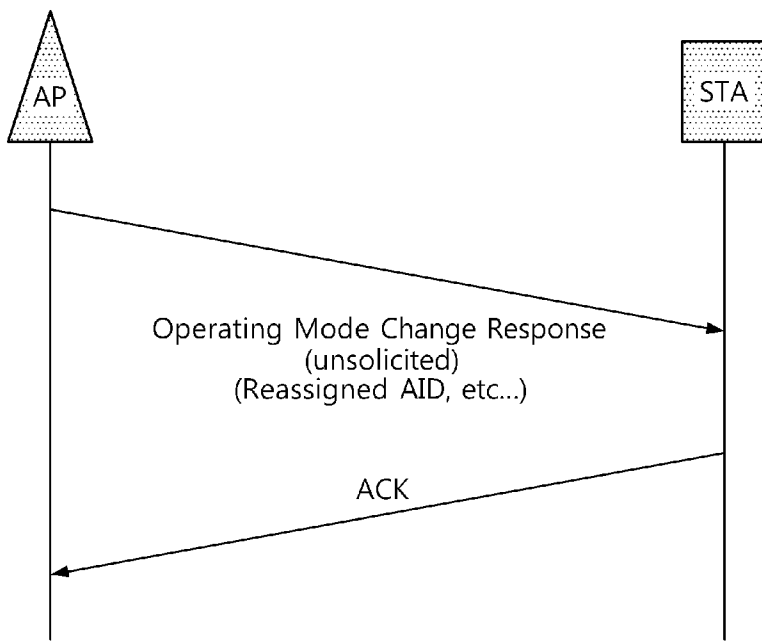 AP
STA
Operating Mode Change Response
(unsolicited)
(Reassigned AID, etc...)
ACK